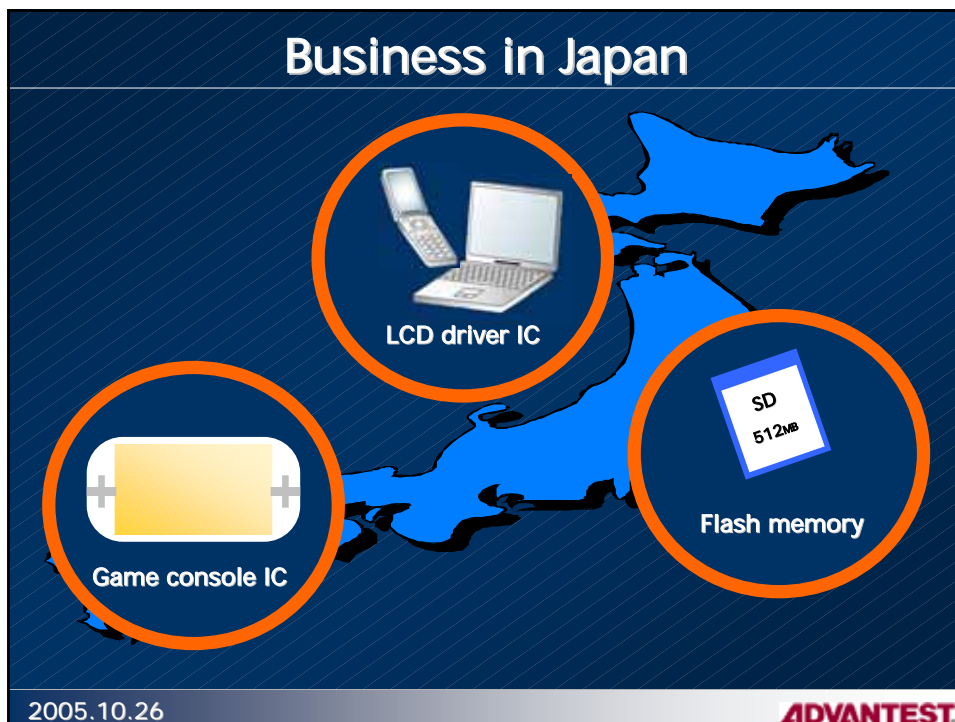 Business in Japan
LCD driver IC
SD
512MB
Flash memory
Game console IC
2005.10.26
ADVANTEST